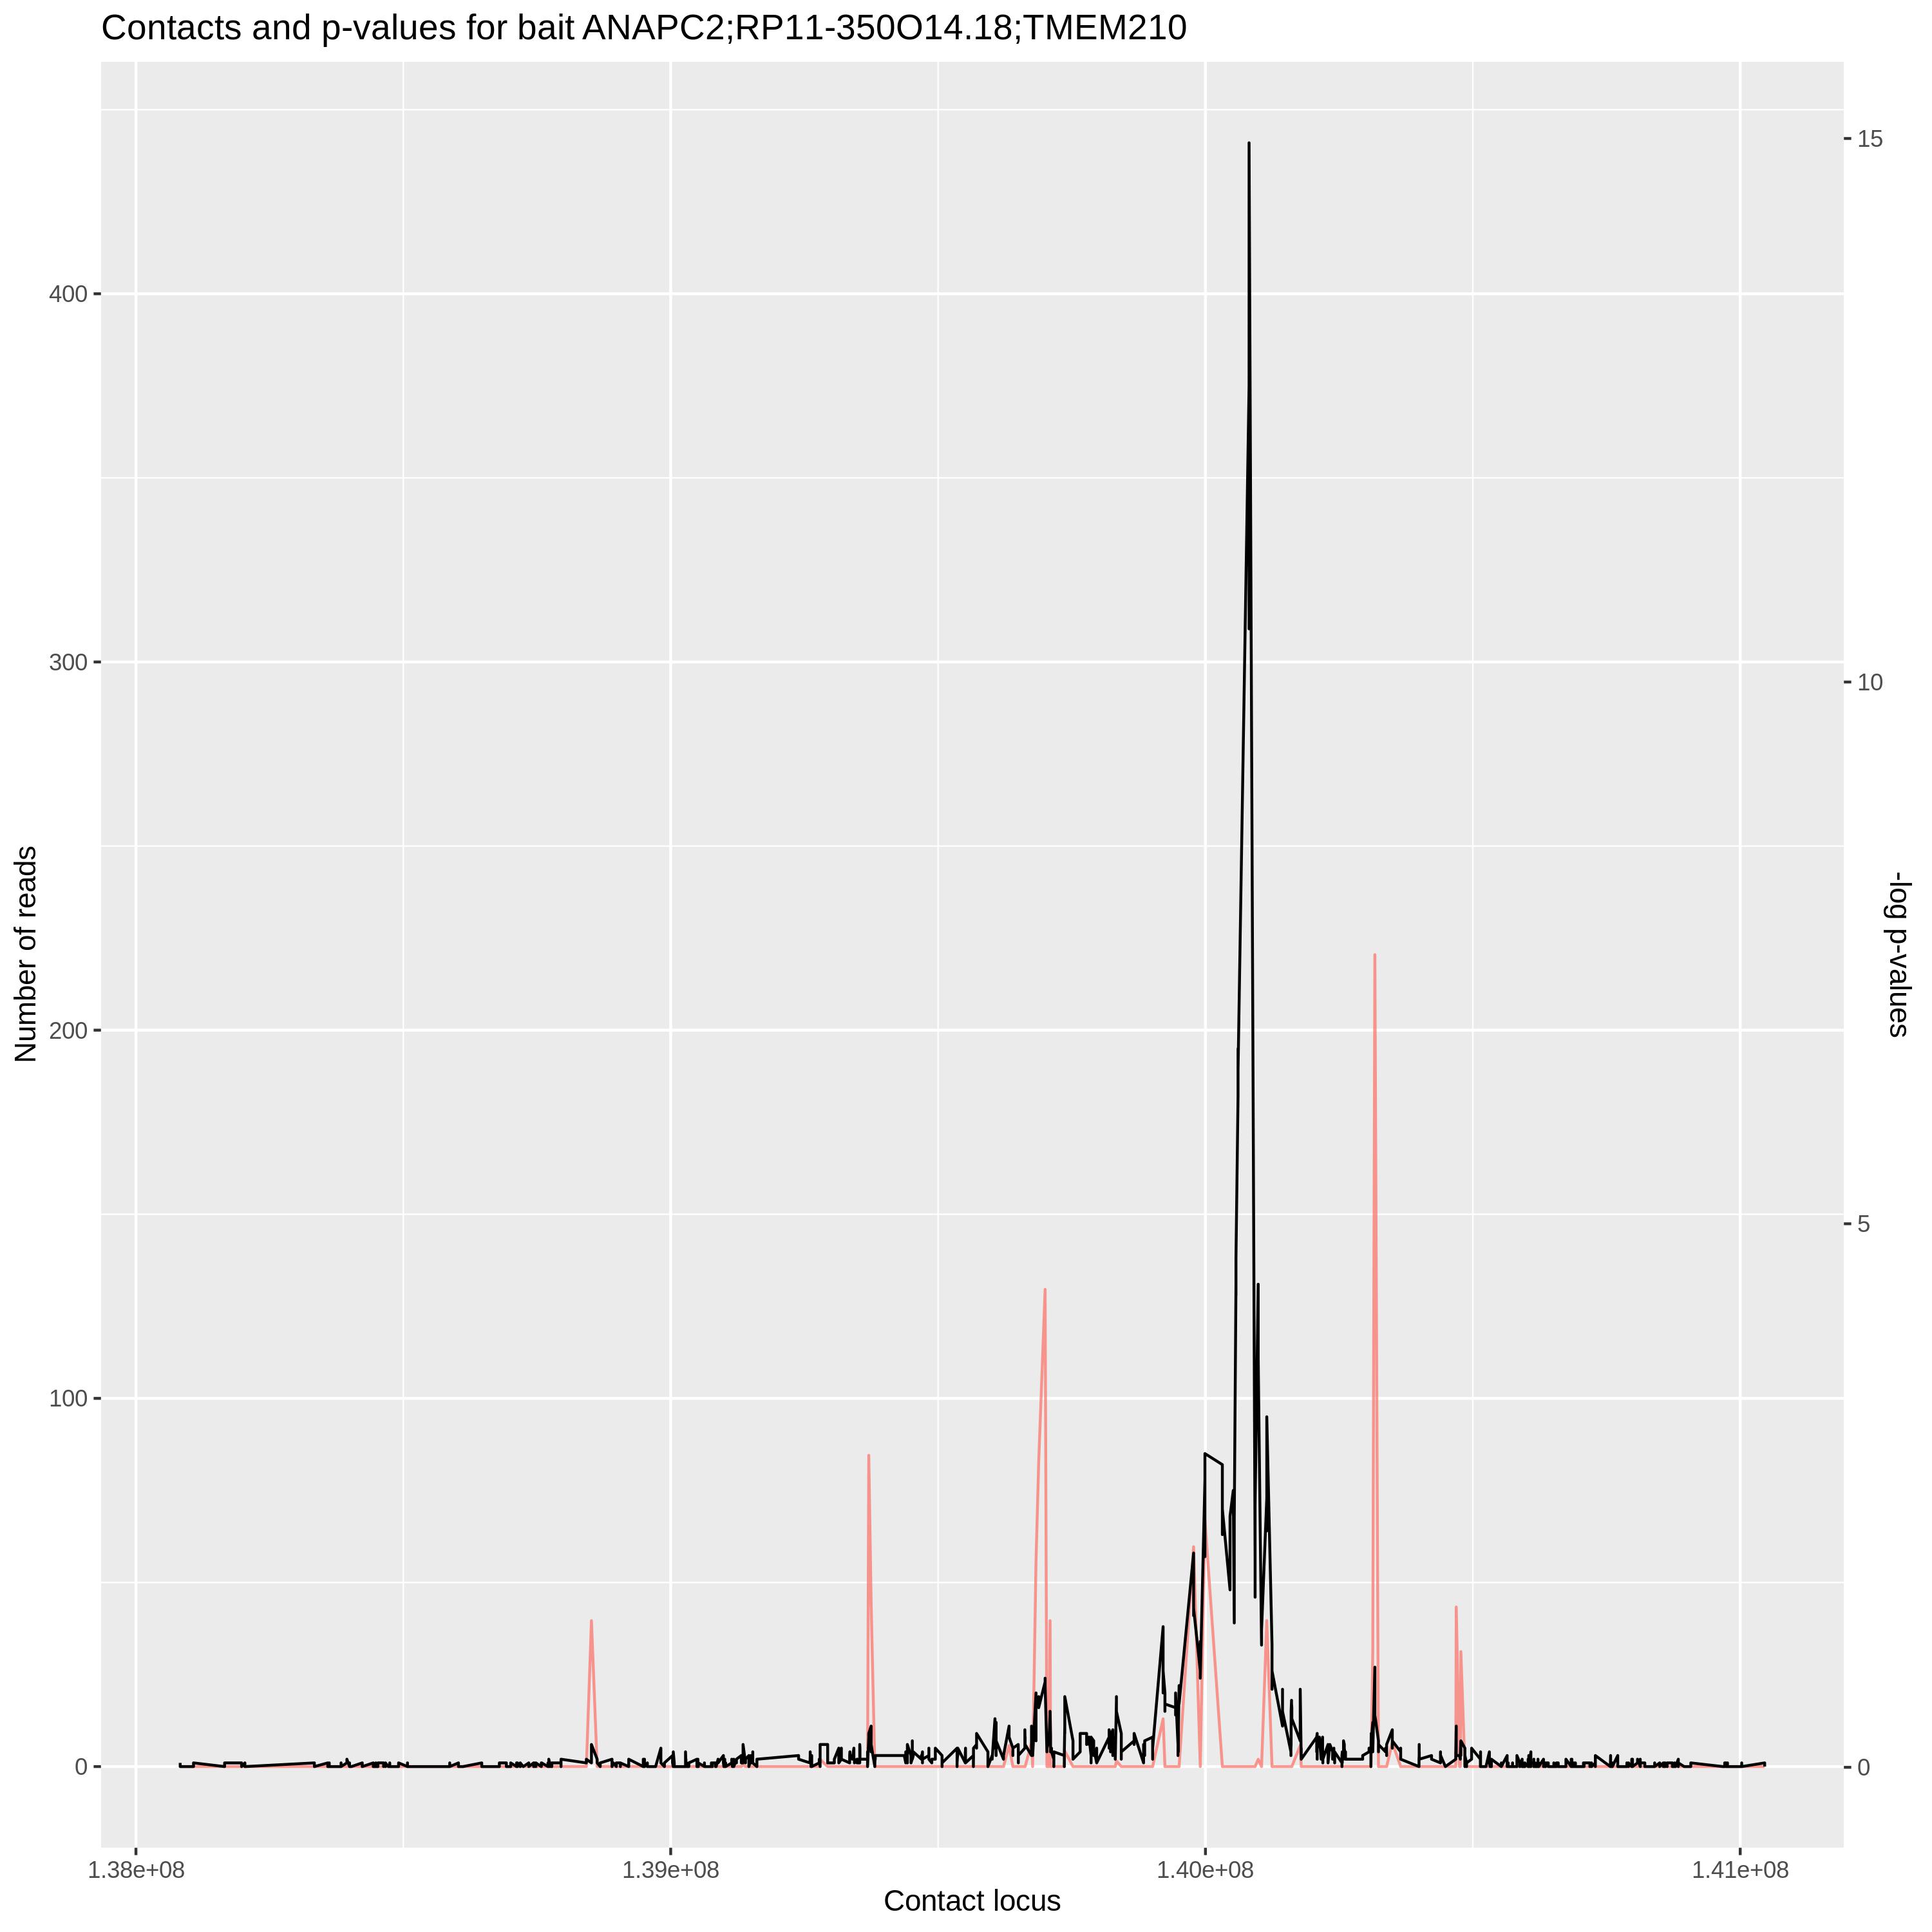 Contacts and p-values for bait ANAPC2;RP11-350O14.18;TMEM210
Number of reads
400
300
200
100
0
15
10
5
0
-log p-values
1.38e+08 1.39e+08 1.40e+08 1.41e+08
Contact locus